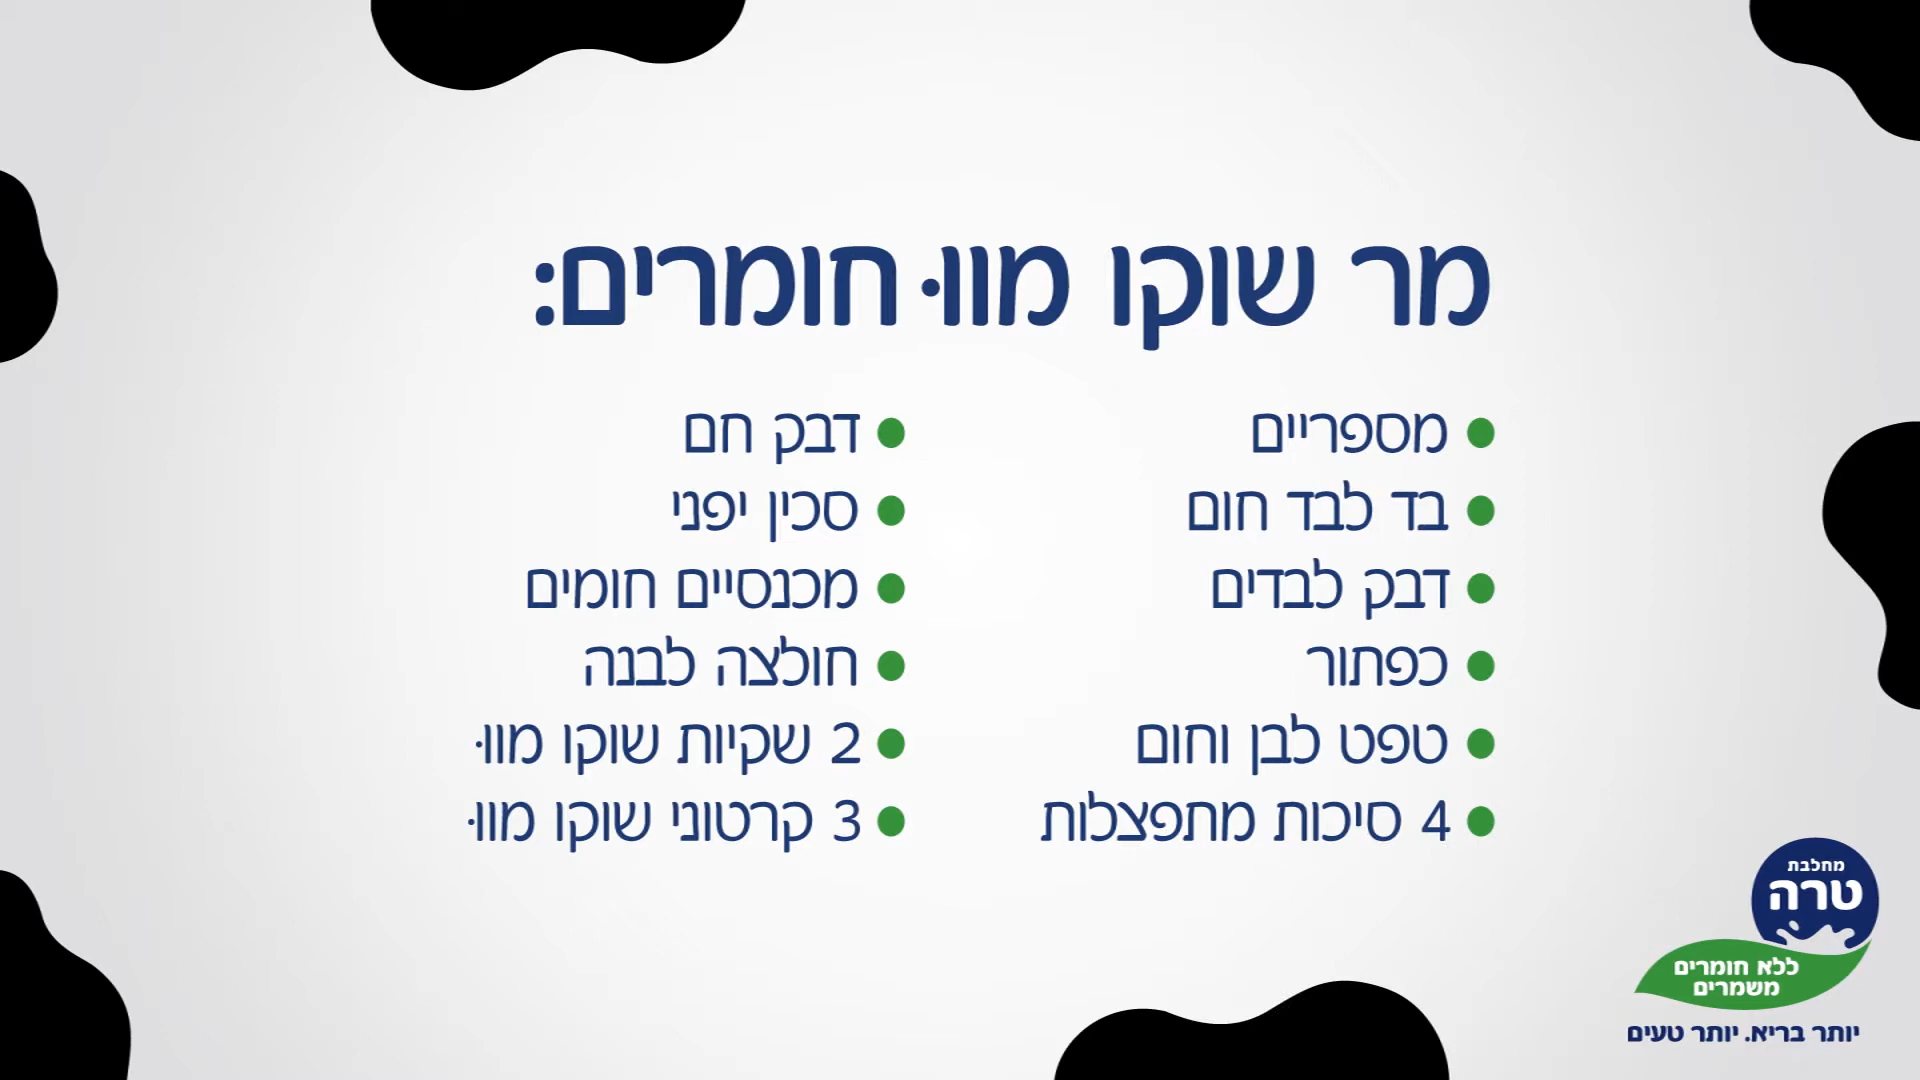 מר שוקו מוו· חומרים:
• מספריים
• בד לבד חום
• דבק לבדים
• כפתור
• טפט לבן וחום
• 4 סיכות מתפצלות
• דבק חם
• סכין יפני
• מכנסיים חומים
• חולצה לבנה
• 2 שקיות שוקו מוו·
• 3 קרטוני שוקו מוו·
מחלבת
טרה
ללא חומרים
משמרים
יותר בריא. יותר טעים